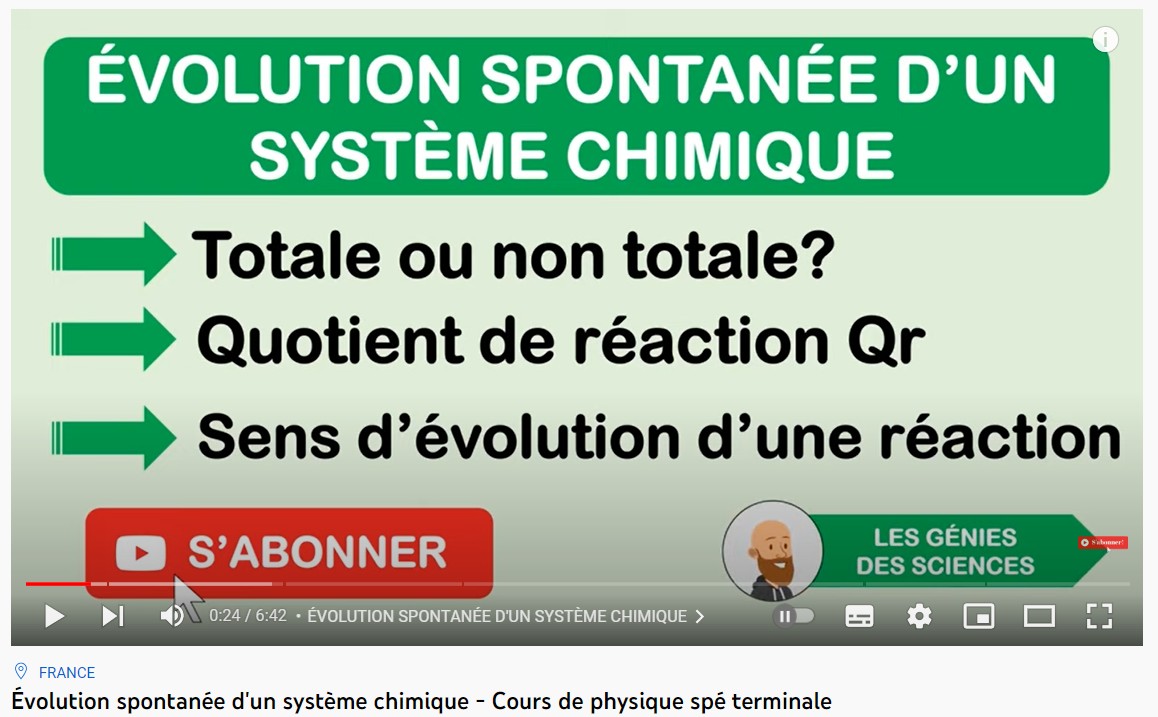 ÉVOLUTION SPONTANÉE D'UN
SYSTÈME CHIMIQUE
Totale ou non totale?
Quotient de réaction Qr
Sens d'évolution d'une réaction
S'ABONNER
LES GÉNIES
DES SCIENCES
S'abonner!
0:24 / 6:42 • ÉVOLUTION SPONTANÉE D'UN SYSTÈME CHIMIQUE
FRANCE
Évolution spontanée d'un système chimique - Cours de physique spé terminale